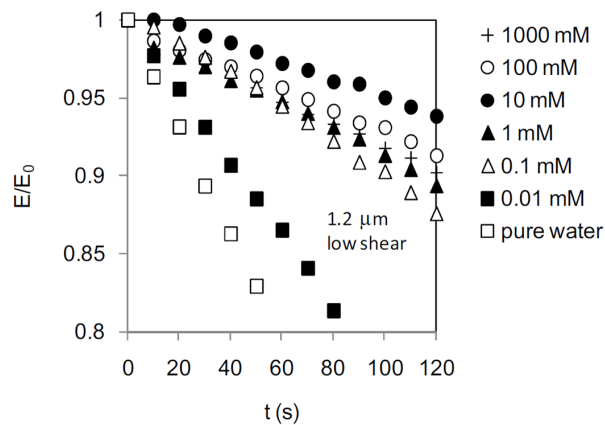 1
0.95
0.9
0.85
0.8
E/E0
0
20
40
60
80
100
120
t (s)
1.2 μm
low shear
1000 mM
100 mM
10 mM
1 mM
0.1 mM
0.01 mM
pure water